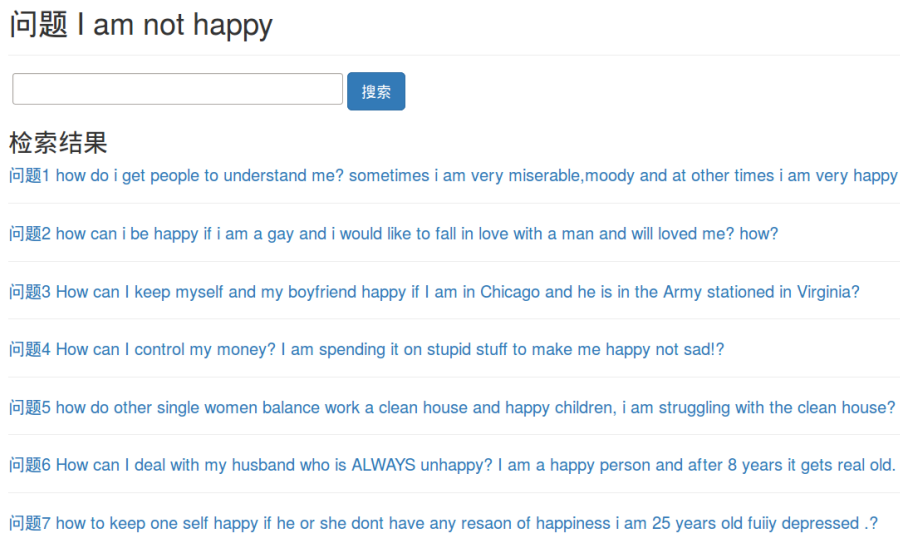 问题 I am not happy
搜索
检索结果
问题1 how do i get people to understand me? sometimes i am very miserable,moody and at other times i am very happy
问题2 how can i be happy if i am a gay and i would like to fall in love with a man and will loved me? how?
问题3 How can I keep myself and my boyfriend happy if I am in Chicago and he is in the Army stationed in Virginia?
问题4 How can I control my money? I am spending it on stupid stuff to make me happy not sad!?
问题5 how do other single women balance work a clean house and happy children, i am struggling with the clean house?
问题6 How can I deal with my husband who is ALWAYS unhappy? I am a happy person and after 8 years it gets real old.
问题7 how to keep one self happy if he or she dont have any resaon of happiness i am 25 years old fuiiy depressed .?